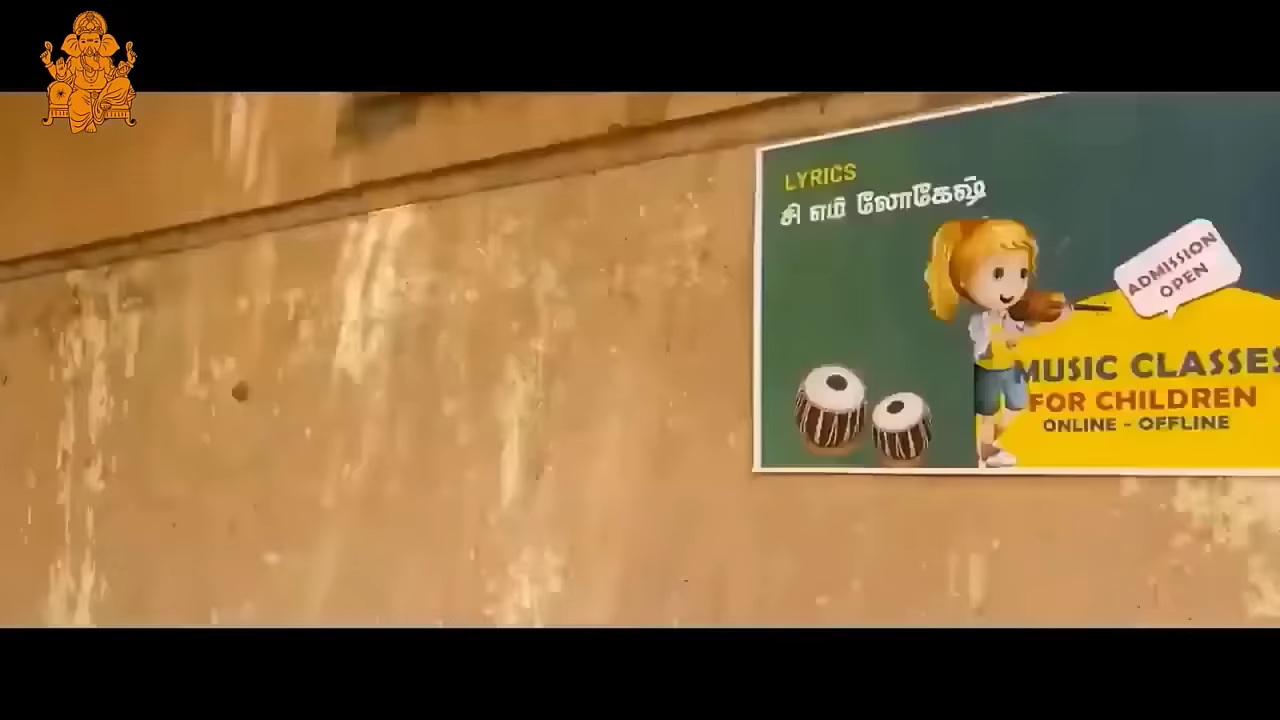 LYRICS
சி எம் லோகேஷ்
ADMISSION
OPEN
MUSIC CLASSES
FOR CHILDREN
ONLINE - OFFLINE